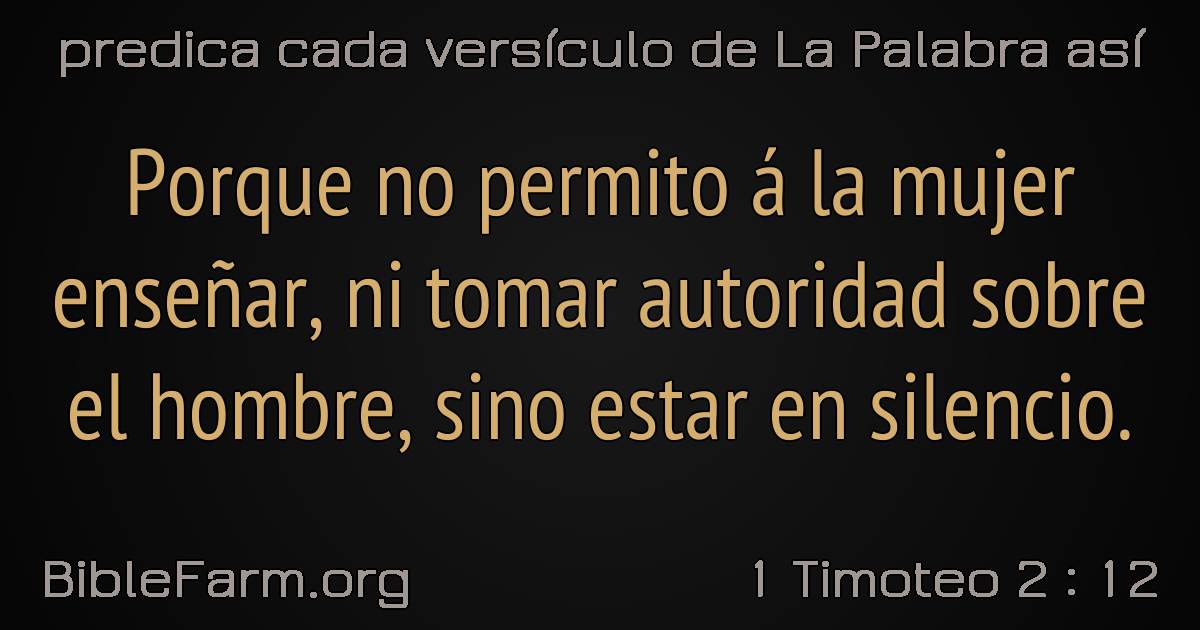 predica cada versículo de La Palabra así
Porque no permito á la mujer
enseñar, ni tomar autoridad sobre
el hombre, sino estar en silencio.
BibleFarm.org
1 Timoteo 2 : 12